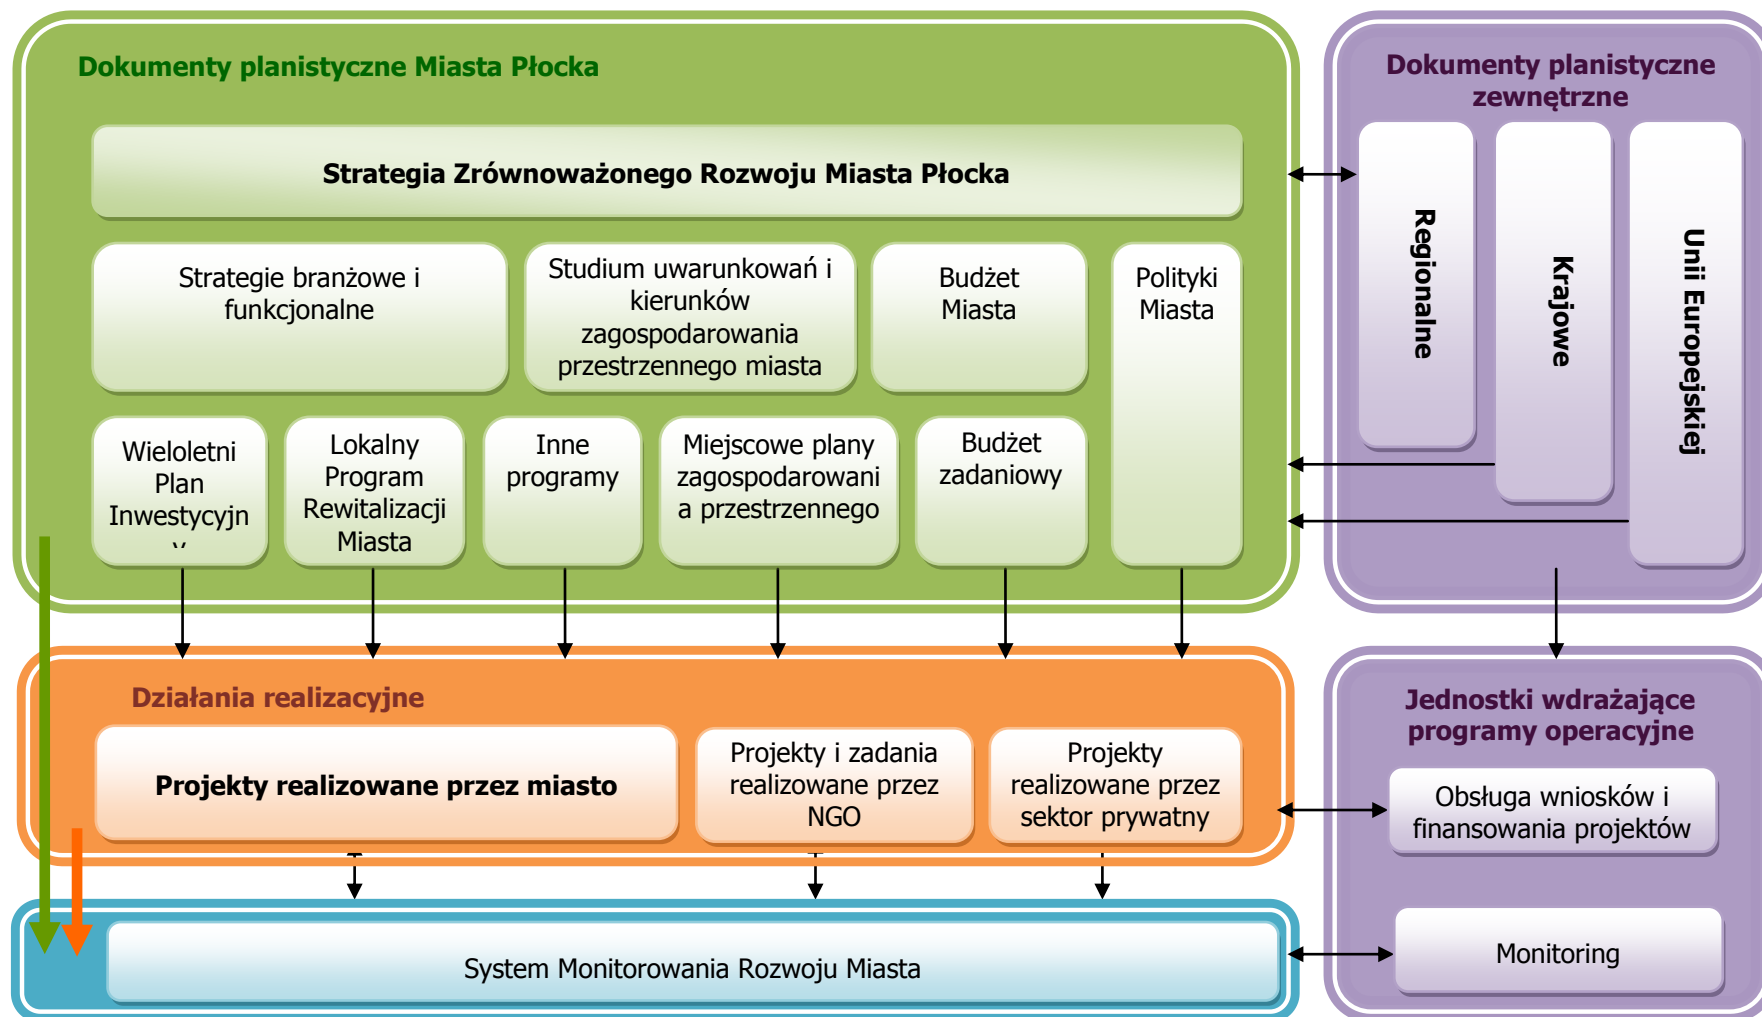 Dokumenty planistyczne Miasta Płocka
Strategia Zrównoważonego Rozwoju Miasta Płocka
Strategie branżowe i
funkcjonalne
Studium uwarunkowań i
kierunków
zagospodarowania
przestrzennego miasta
Budżet
Miasta
Polityki
Miasta
Wieloletni
Plan
Inwestycyjn
y
Lokalny
Program
Rewitalizacji
Miasta
Inne
programy
Miejscowe plany
zagospodarowani
a przestrzennego
Budżet
zadaniowy
Dokumenty planistyczne
zewnętrzne
Regionalne
Krajowe
Unii Europejskiej
Działania realizacyjne
Projekty realizowane przez miasto
Projekty i zadania
realizowane przez
NGO
Projekty
realizowane przez
sektor prywatny
Jednostki wdrażające
programy operacyjne
Obsługa wniosków i
finansowania projektów
Monitoring
System Monitorowania Rozwoju Miasta